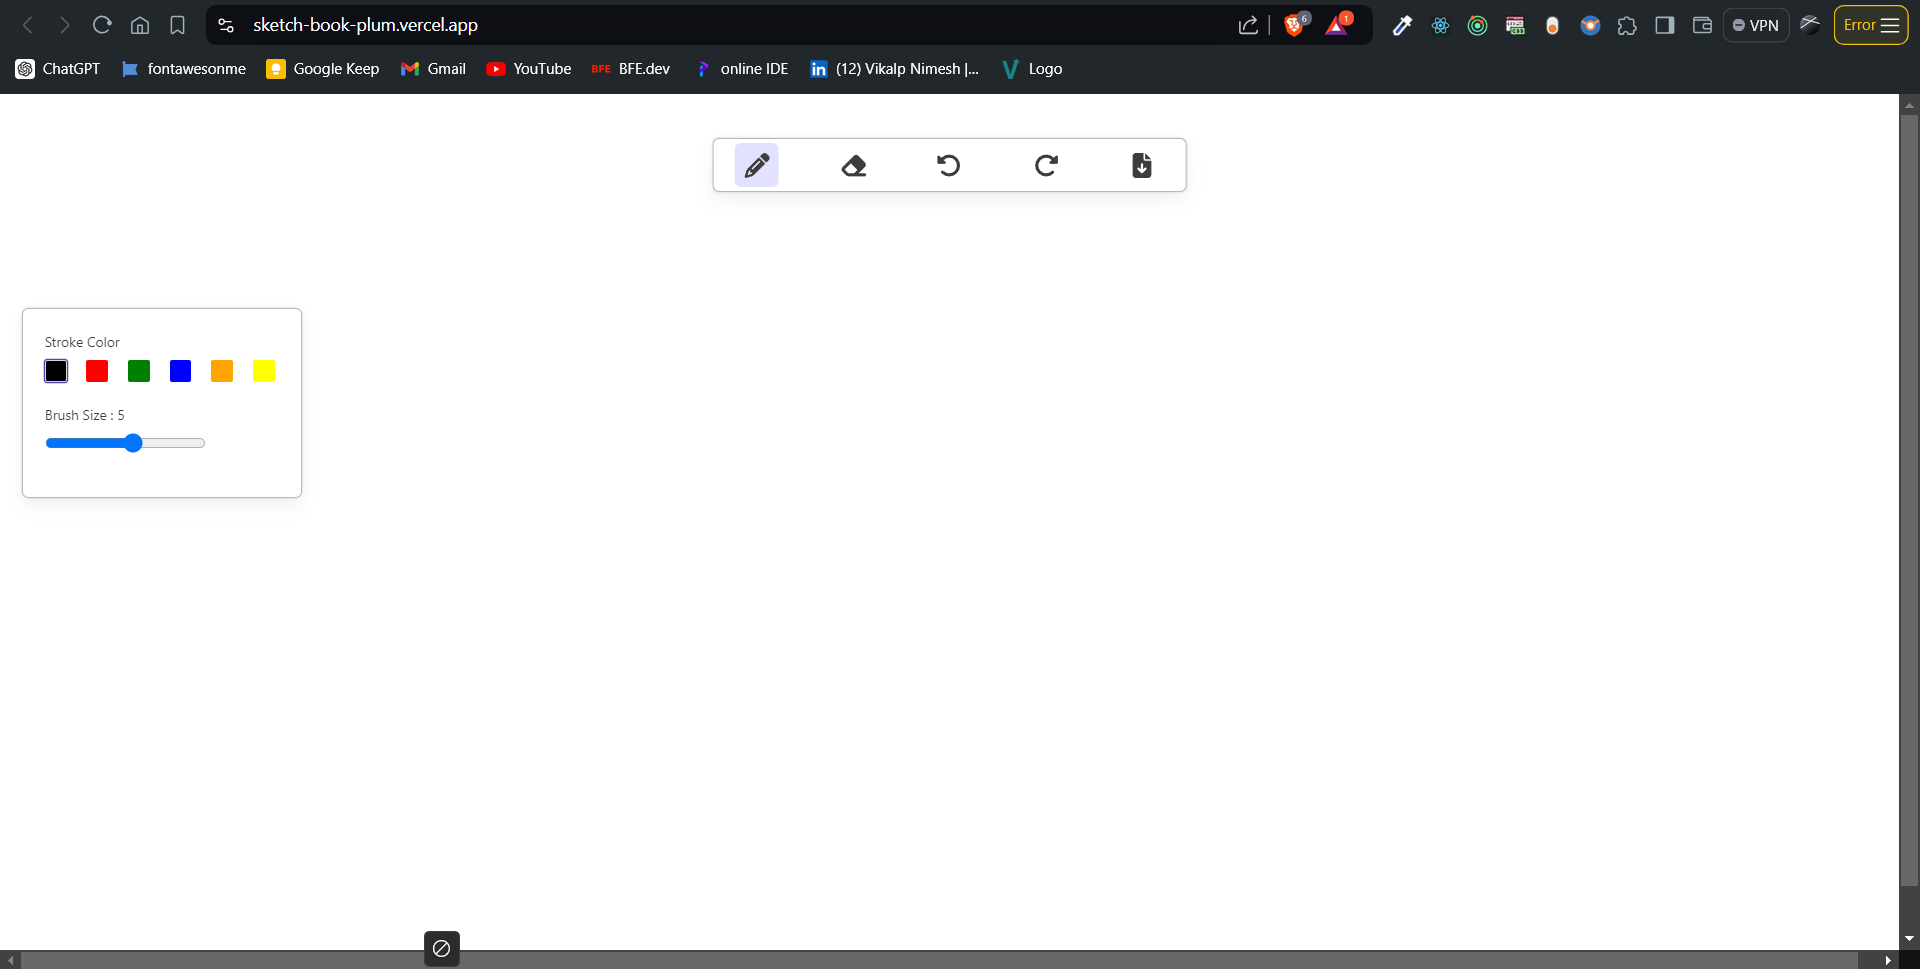 sketch-book-plum.vercel.app 6 1 VPN Error
ChatGPT fontawesonme Google Keep Gmail YouTube BFE BFE.dev online IDE in (12) Vikalp Nimesh |... Logo
Stroke Color
Brush Size : 5